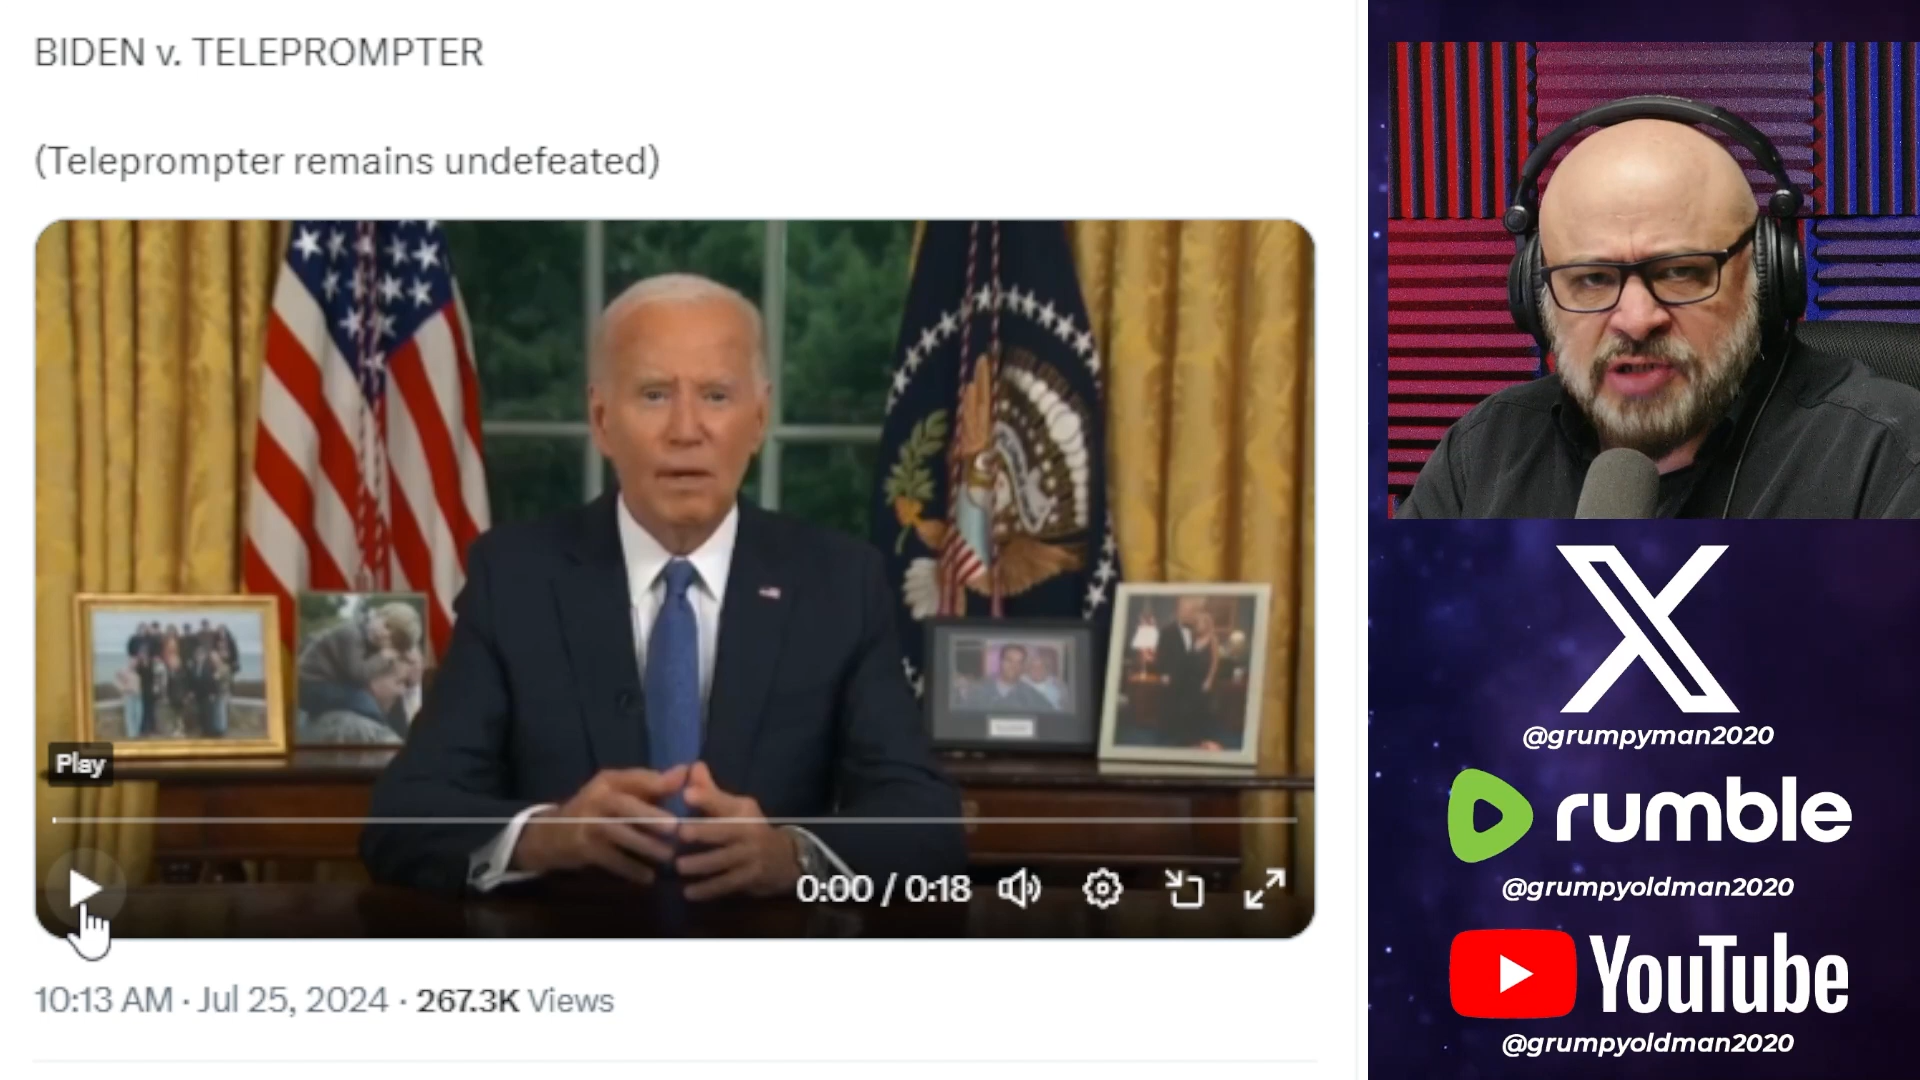 BIDEN v. TELEPROMPTER
(Teleprompter remains undefeated)
Play
0:00 / 0:18
10:13 AM · Jul 25, 2024 · 267.3K Views
@grumpyman2020
rumble
@grumpyoldman2020
YouTube
@grumpyoldman2020